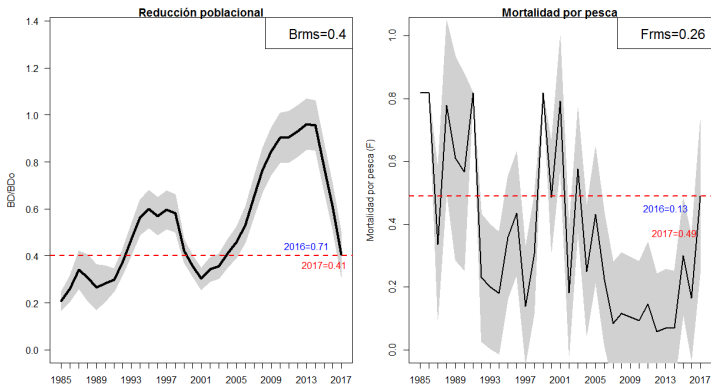 Reducción poblacional
Brms=0.4
BD/BDo
1.4
1.2
1.0
0.8
0.6
0.4
0.2
0.0
2016=0.71
2017=0.41
1985 1989 1993 1997 2001 2005 2009 2013 2017
Mortalidad por pesca
Frms=0.26
Mortalidad por pesca (F)
1.0
0.8
0.6
0.4
0.2
0.0
2016=0.13
2017=0.49
1985 1989 1993 1997 2001 2005 2009 2013 2017